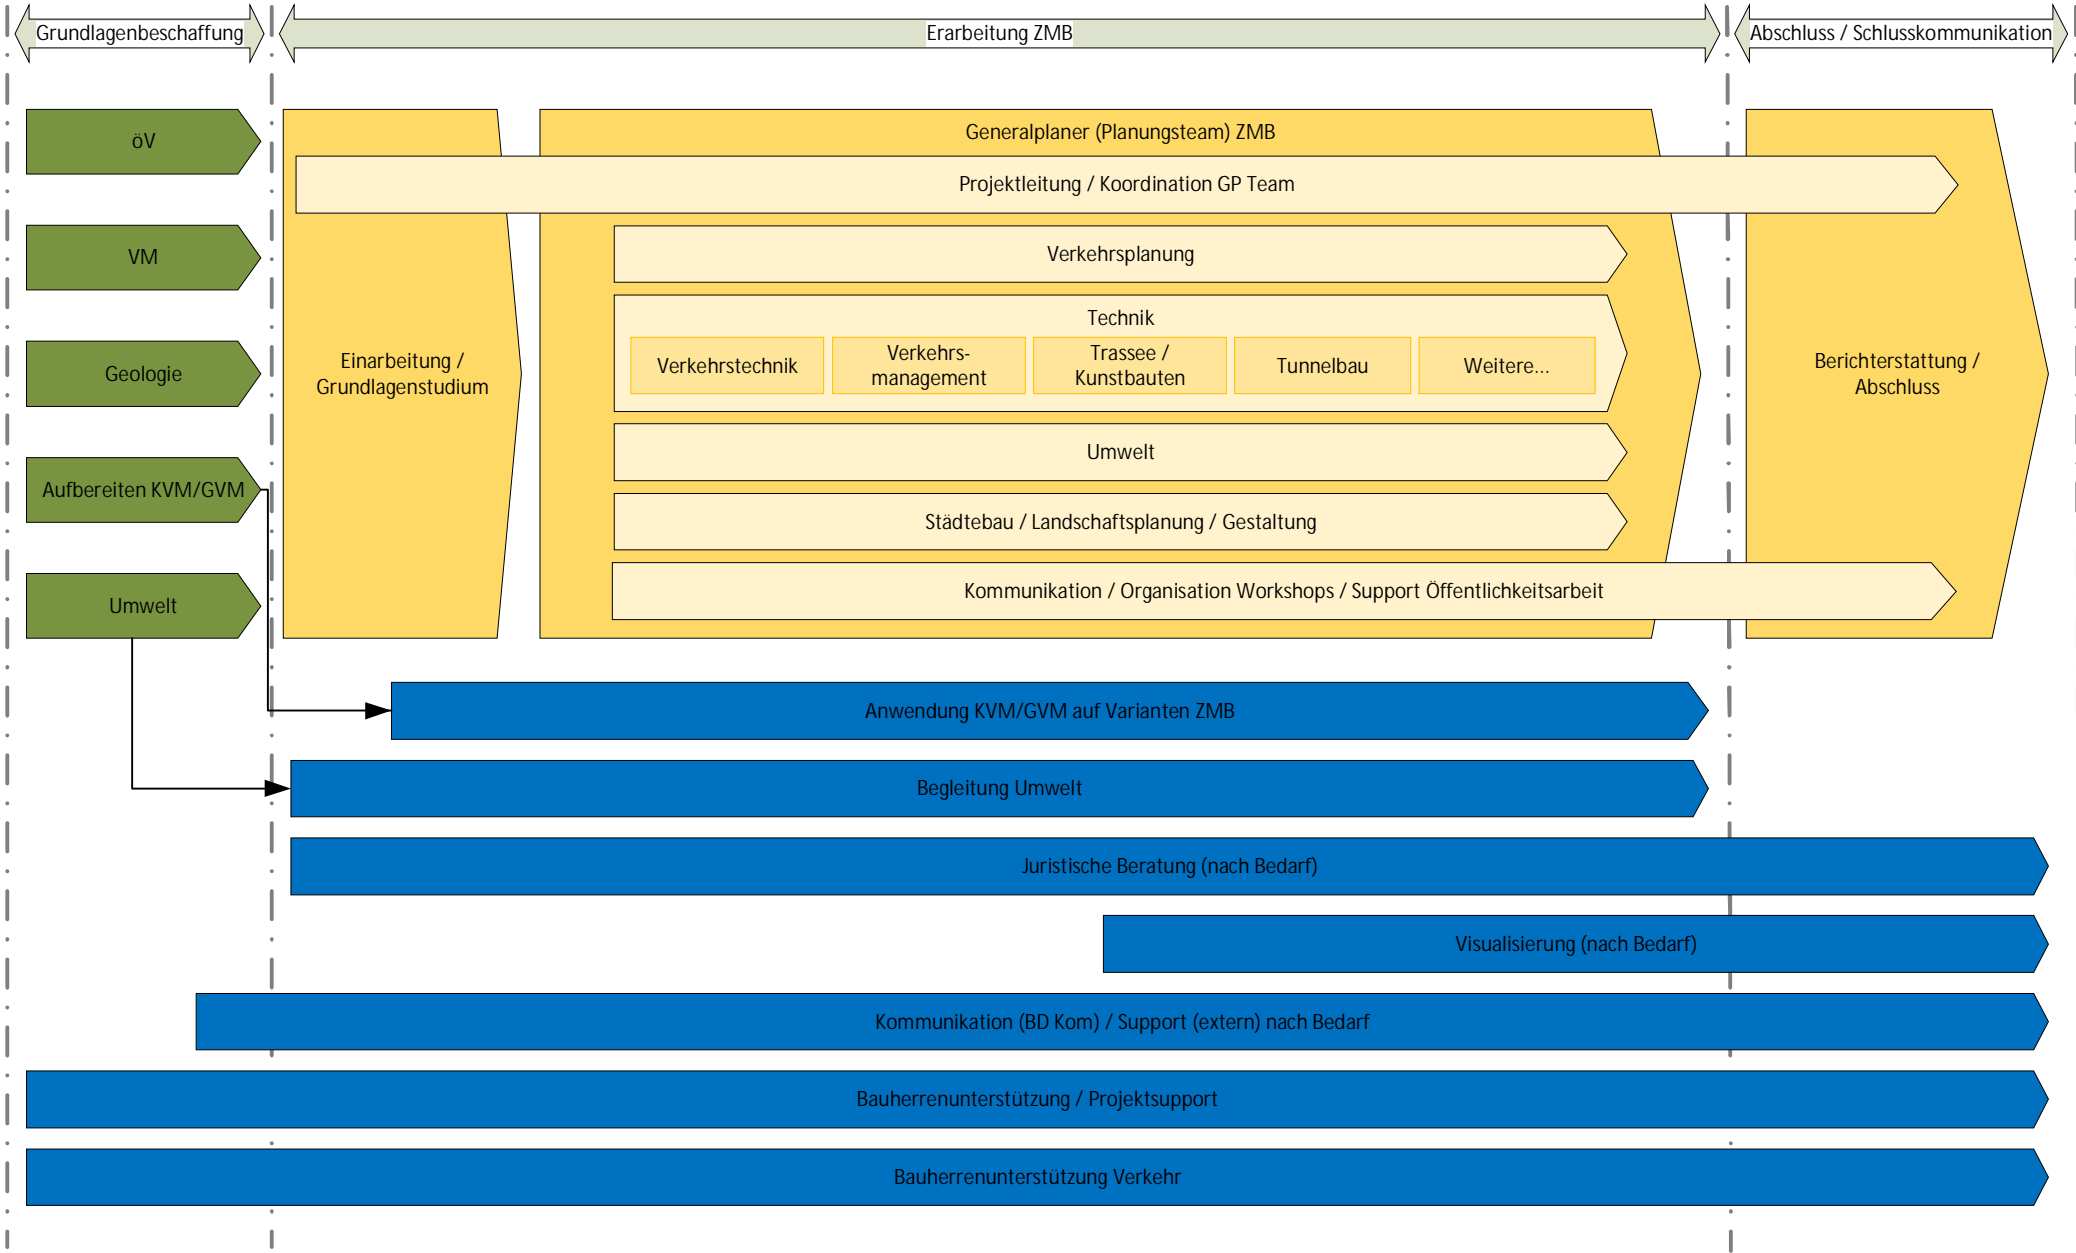 Grundlagenbeschaffung
Erarbeitung ZMB
Abschluss / Schlusskommunikation
öV
VM
Geologie
Aufbereiten KVM/GVM
Umwelt
Einarbeitung /
Grundlagenstudium
Generalplaner (Planungsteam) ZMB
Projektleitung / Koordination GP Team
Verkehrsplanung
Technik
Verkehrstechnik
Verkehrs-
management
Trassee /
Kunstbauten
Tunnelbau
Weitere...
Umwelt
Städtebau / Landschaftsplanung / Gestaltung
Kommunikation / Organisation Workshops / Support Öffentlichkeitsarbeit
Berichterstattung /
Abschluss
Anwendung KVM/GVM auf Varianten ZMB
Begleitung Umwelt
Juristische Beratung (nach Bedarf)
Visualisierung (nach Bedarf)
Kommunikation (BD Kom) / Support (extern) nach Bedarf
Bauherrenunterstützung / Projektsupport
Bauherrenunterstützung Verkehr